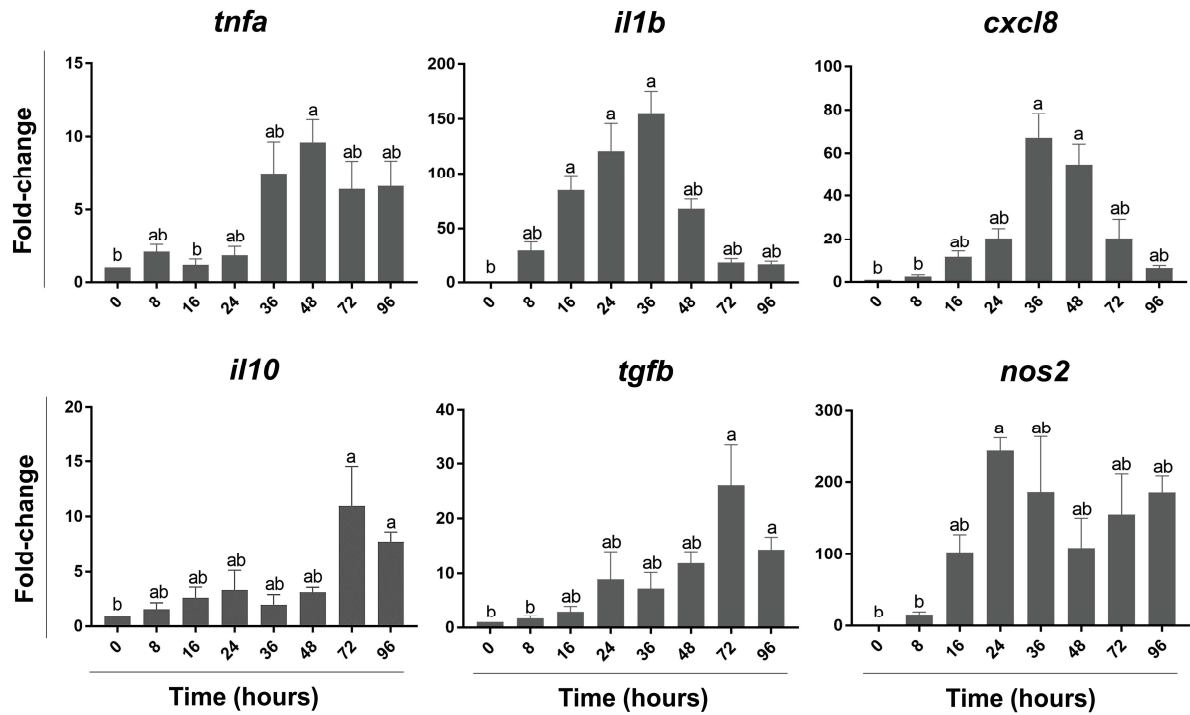 tnfa il1b cxcl8
Fold-change
15
10
5
0
b ab b ab ab a ab ab
0 8 16 24 36 48 72 96
200
150
100
50
0
b ab a a a ab ab ab
0 8 16 24 36 48 72 96
100
80
60
40
20
0
b b ab ab a a ab ab
0 8 16 24 36 48 72 96
il10 tgfb nos2
Fold-change
20
15
10
5
0
b ab ab ab ab ab a a
0 8 16 24 36 48 72 96
Time (hours)
40
30
20
10
0
b b ab ab ab ab a a
0 8 16 24 36 48 72 96
Time (hours)
300
200
100
0
b b ab a ab ab ab ab
0 8 16 24 36 48 72 96
Time (hours)